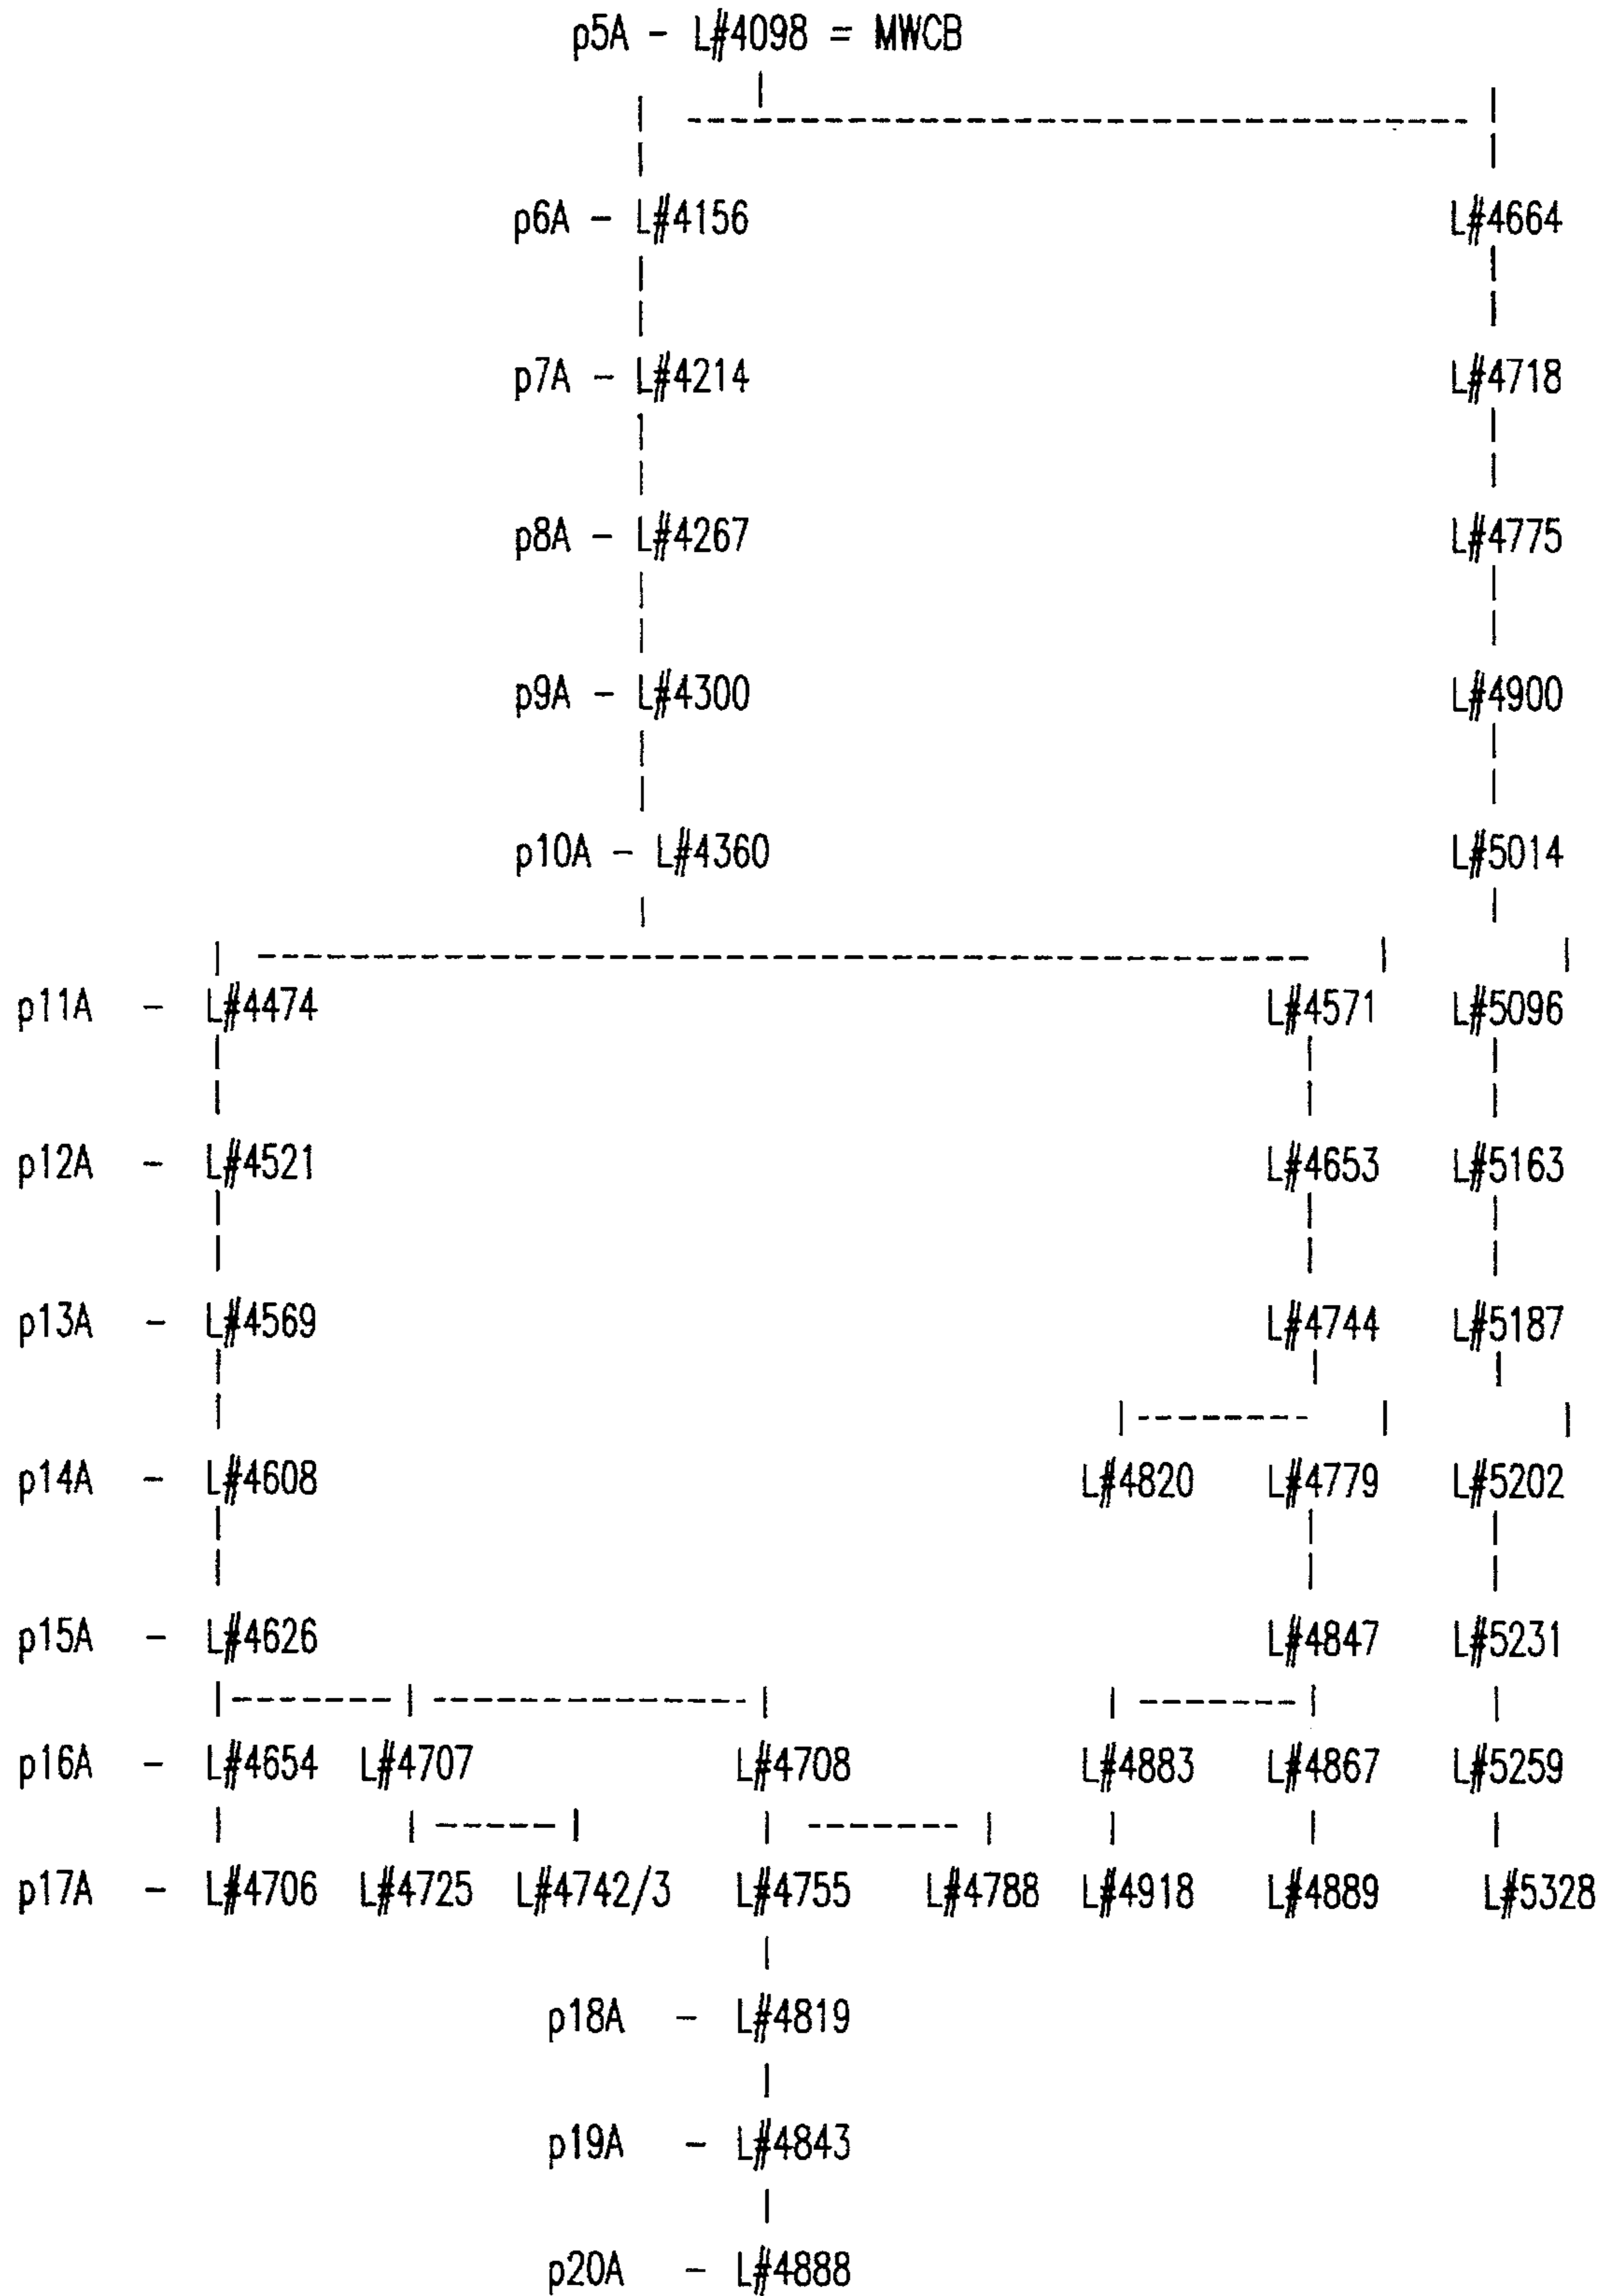 p5A - L#4098 = MWCB
p6A - L#4156 L#4664
p7A - L#4214 L#4718
p8A - L#4267 L#4775
p9A - L#4300 L#4900
p10A - L#4360 L#5014
p11A - L#4474 L#4571 L#5096
p12A - L#4521 L#4653 L#5163
p13A - L#4569 L#4744 L#5187
p14A - L#4608 L#4820 L#4779 L#5202
p15A - L#4626 L#4847 L#5231
p16A - L#4654 L#4707 L#4708 L#4883 L#4867 L#5259
p17A - L#4706 L#4725 L#4742/3 L#4755 L#4788 L#4918 L#4889 L#5328
p18A - L#4819
p19A - L#4843
p20A - L#4888